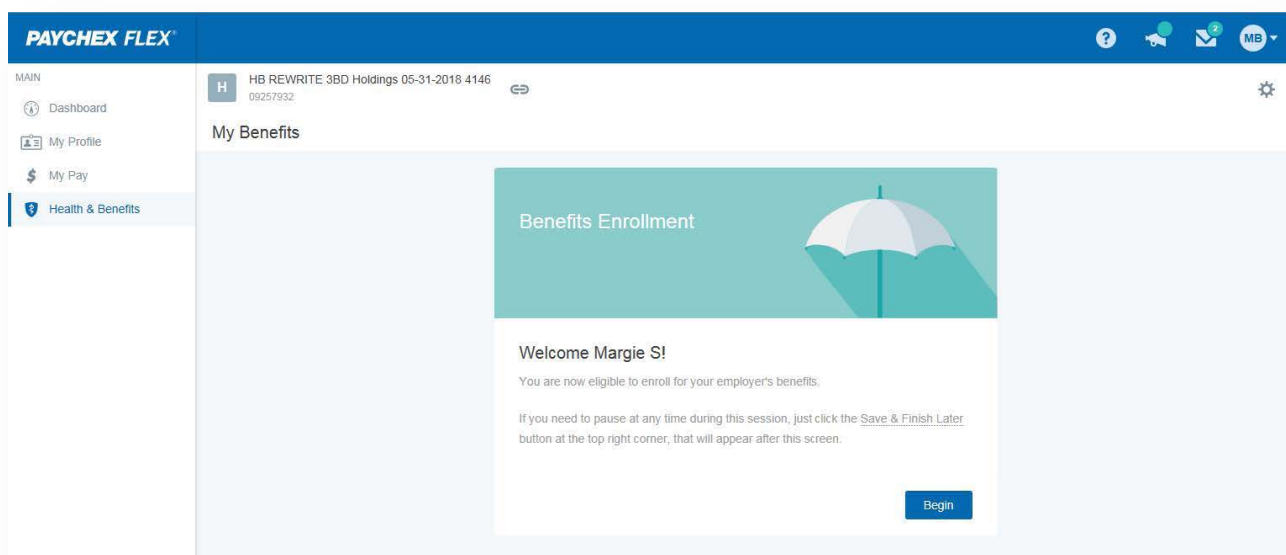 PAYCHEX FLEX®
2
MB
MAIN
Dashboard
My Profile
My Pay
Health & Benefits
H
HB REWRITE 3BD Holdings 05-31-2018 4146
09257932
My Benefits
Benefits Enrollment
Welcome Margie S!
You are now eligible to enroll for your employer's benefits.
If you need to pause at any time during this session, just click the Save & Finish Later
button at the top right corner, that will appear after this screen.
Begin